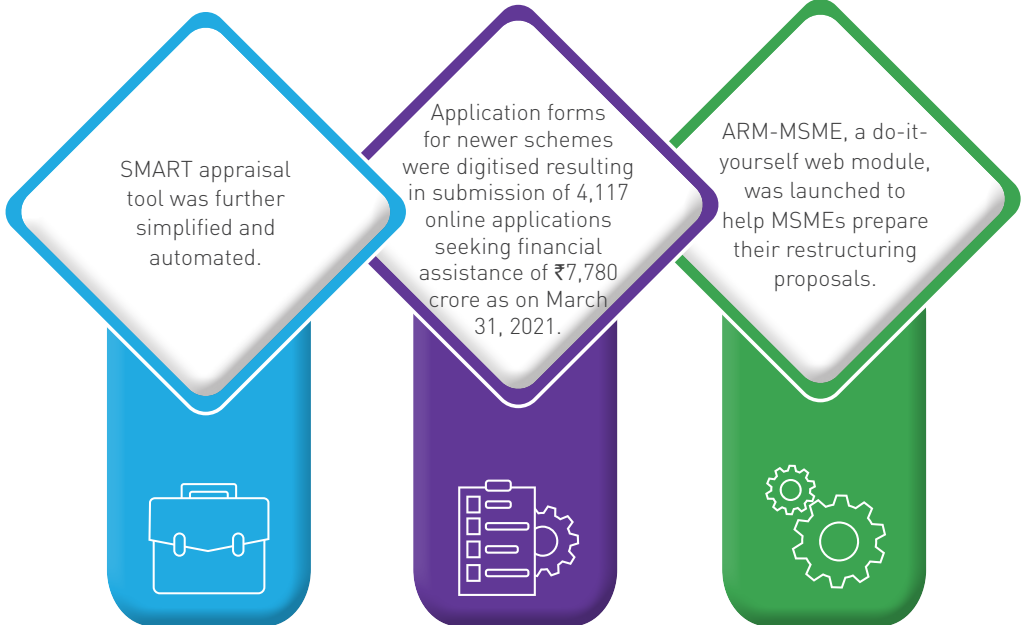 SMART appraisal
tool was further
simplified and
automated.
Application forms
for newer schemes
were digitised resulting
in submission of 4,117
online applications
seeking financial
assistance of ₹7,780
crore as on March
31, 2021.
ARM-MSME, a do-it-
yourself web module,
was launched to
help MSMEs prepare
their restructuring
proposals.